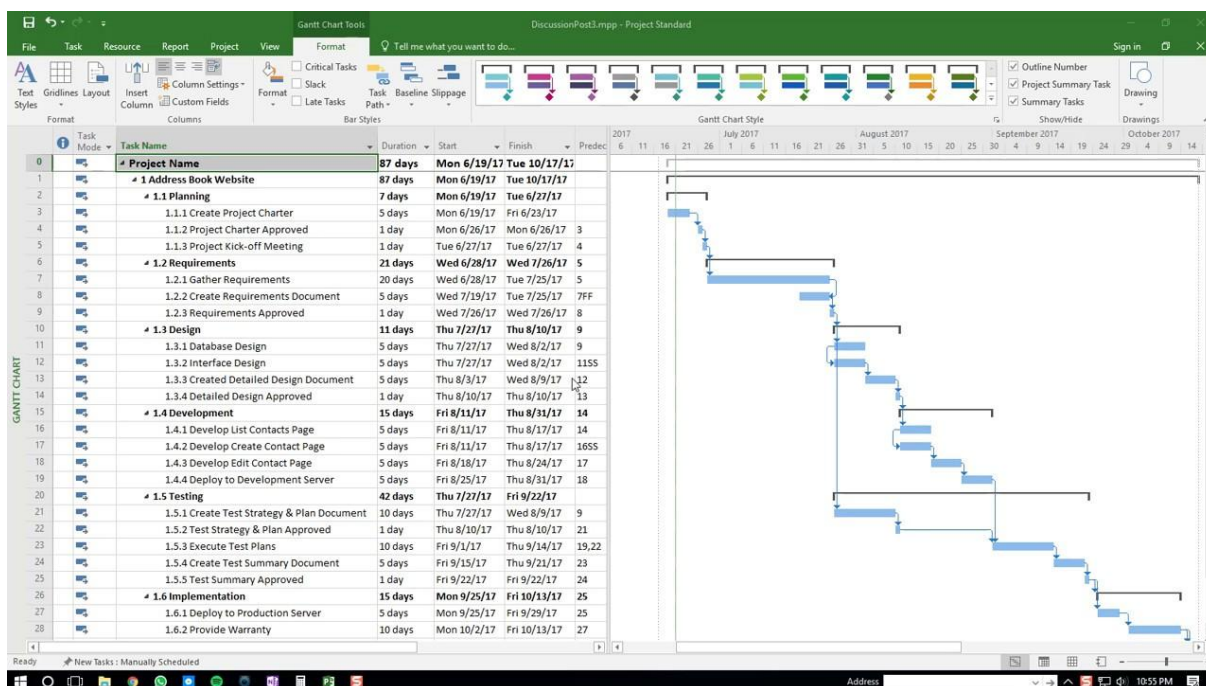 Gantt Chart Tools
DiscussionPost3.mpp - Project Standard
File Task Resource Report Project View Format Tell me what you want to do... Sign in
Text Styles
Gridlines
Layout
Format
Insert Column
Column Settings
Custom Fields
Columns
Format
Critical Tasks
Slack
Late Tasks
Task Path
Baseline
Slippage
Bar Styles
Gantt Chart Style
Outline Number
Project Summary Task
Summary Tasks
Show/Hide
Drawing
Drawings
Task Mode Task Name Duration Start Finish Predec
2017 July 2017 August 2017 September 2017 October 2017
6 11 16 21 26 1 6 11 16 21 26 31 5 10 15 20 25 30 4 9 14 19 24 29 4 9 14
0 Project Name 87 days Mon 6/19/17 Tue 10/17/17
1 1 Address Book Website 87 days Mon 6/19/17 Tue 10/17/17
2 1.1 Planning 7 days Mon 6/19/17 Tue 6/27/17
3 1.1.1 Create Project Charter 5 days Mon 6/19/17 Fri 6/23/17
4 1.1.2 Project Charter Approved 1 day Mon 6/26/17 Mon 6/26/17 3
5 1.1.3 Project Kick-off Meeting 1 day Tue 6/27/17 Tue 6/27/17 4
6 1.2 Requirements 21 days Wed 6/28/17 Wed 7/26/17 5
7 1.2.1 Gather Requirements 20 days Wed 6/28/17 Tue 7/25/17 5
8 1.2.2 Create Requirements Document 5 days Wed 7/19/17 Tue 7/25/17 7FF
9 1.2.3 Requirements Approved 1 day Wed 7/26/17 Wed 7/26/17 8
10 1.3 Design 11 days Thu 7/27/17 Thu 8/10/17 9
11 1.3.1 Database Design 5 days Thu 7/27/17 Wed 8/2/17 9
12 1.3.2 Interface Design 5 days Thu 7/27/17 Wed 8/2/17 11SS
13 1.3.3 Created Detailed Design Document 5 days Thu 8/3/17 Wed 8/9/17 12
14 1.3.4 Detailed Design Approved 1 day Thu 8/10/17 Thu 8/10/17 13
15 1.4 Development 15 days Fri 8/11/17 Thu 8/31/17 14
16 1.4.1 Develop List Contacts Page 5 days Fri 8/11/17 Thu 8/17/17 14
17 1.4.2 Develop Create Contact Page 5 days Fri 8/11/17 Thu 8/17/17 16SS
18 1.4.3 Develop Edit Contact Page 5 days Fri 8/18/17 Thu 8/24/17 17
19 1.4.4 Deploy to Development Server 5 days Fri 8/25/17 Thu 8/31/17 18
20 1.5 Testing 42 days Thu 7/27/17 Fri 9/22/17
21 1.5.1 Create Test Strategy & Plan Document 10 days Thu 7/27/17 Wed 8/9/17 9
22 1.5.2 Test Strategy & Plan Approved 1 day Thu 8/10/17 Thu 8/10/17 21
23 1.5.3 Execute Test Plans 10 days Fri 9/1/17 Thu 9/14/17 19,22
24 1.5.4 Create Test Summary Document 5 days Fri 9/15/17 Thu 9/21/17 23
25 1.5.5 Test Summary Approved 1 day Fri 9/22/17 Fri 9/22/17 24
26 1.6 Implementation 15 days Mon 9/25/17 Fri 10/13/17 25
27 1.6.1 Deploy to Production Server 5 days Mon 9/25/17 Fri 9/29/17 25
28 1.6.2 Provide Warranty 10 days Mon 10/2/17 Fri 10/13/17 27
GANTT CHART
Ready New Tasks : Manually Scheduled
Address 10:55 PM